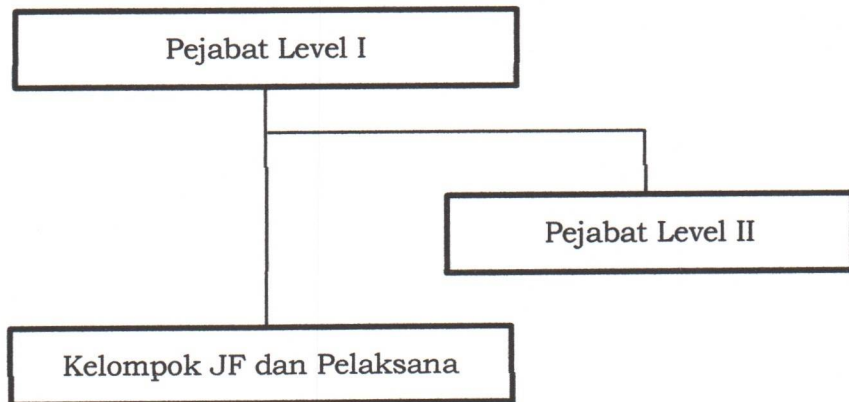 Pejabat Level I
Pejabat Level II
Kelompok JF dan Pelaksana